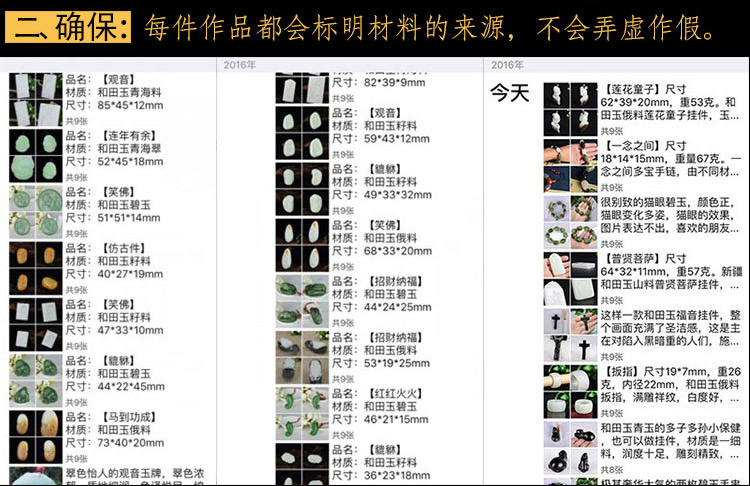 二、确保：每件作品都会标明材料的来源，不会弄虚作假。
品名：【观音】
材质：和田玉青海料
尺寸：85*45*12mm
共9张
品名：【连年有余】
材质：和田玉青海翠
尺寸：52*45*18mm
共9张
品名：【笑佛】
材质：和田玉碧玉
尺寸：51*51*14mm
共9张
品名：【仿古件】
材质：和田玉籽料
尺寸：40*27*19mm
共9张
品名：【笑佛】
材质：和田玉籽料
尺寸：47*33*10mm
共9张
品名：【貔貅】
材质：和田玉碧玉
尺寸：44*22*45mm
共9张
品名：【马到功成】
材质：和田玉籽料
尺寸：73*40*20mm
共9张
翠色怡人的观音玉牌，翠色浓
2016年
尺寸：82*39*9mm
共9张
品名：【观音】
材质：和田玉籽料
尺寸：59*43*12mm
共9张
品名：【貔貅】
材质：和田玉籽料
尺寸：49*33*32mm
共9张
品名：【笑佛】
材质：和田玉俄料
尺寸：68*33*20mm
共9张
品名：【招财纳福】
材质：和田玉碧玉
尺寸：44*24*25mm
共9张
品名：【招财纳福】
材质：和田玉俄料
尺寸：53*19*25mm
共9张
品名：【红红火火】
材质：和田玉碧玉
尺寸：46*21*15mm
共9张
品名：【貔貅】
材质：和田玉俄料
尺寸：36*23*18mm
共9张
2016年
今天
【莲花童子】尺寸
62*39*20mm，重53克。和
田玉俄料莲花童子挂件，玉...
共9张
【一念之间】尺寸
18*14*15mm，重量67克。一
念之间多宝手链，由不同材...
共9张
很别致的猫眼碧玉，颜色正，
猫眼变化多姿，猫眼的效果，
图片表达不出，喜欢的朋友...
共9张
【普贤菩萨】尺寸
64*32*11mm，重57克。新疆
和田玉山料普贤菩萨挂件，...
共9张
这样一款和田玉福音挂件，整
个画面充满了圣洁感，这是主
在对陷入黑暗重的人们，施...
共9张
【扳指】尺寸19*7mm，重26
克，内径22mm，和田玉俄料
扳指，满雕祥纹，白度好，...
共9张
和田玉青玉的多子多孙小保健
，也可以做挂件，材质是一细
料，润度十足，雕刻精致，...
共8张
极其奢华大气的两枚碧玉手串